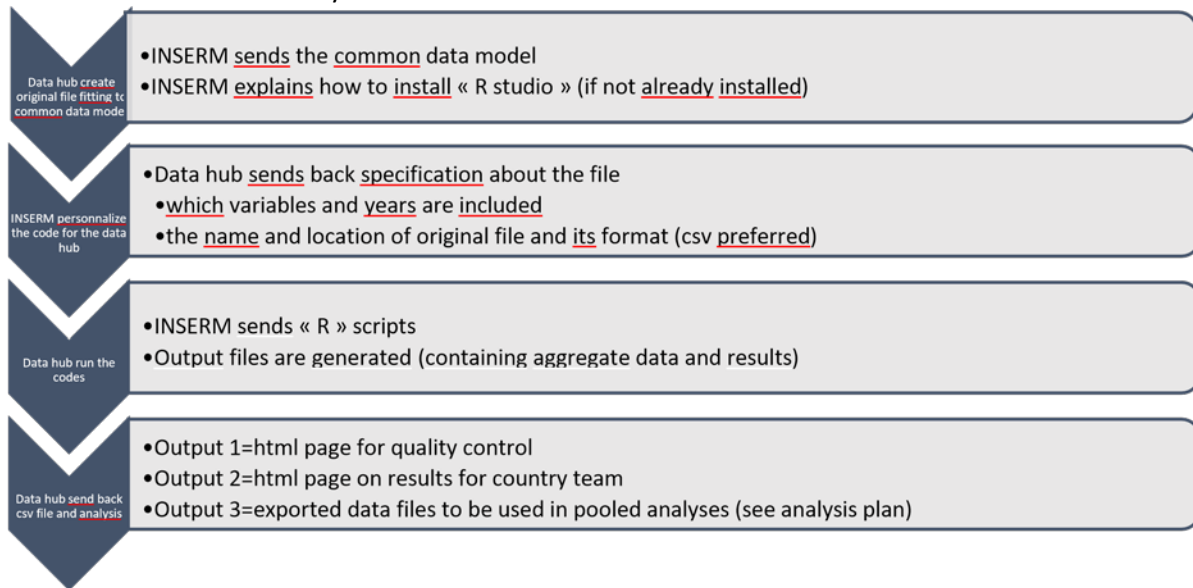 Data hub create
original file fitting to
common data mode
•INSERM sends the common data model
•INSERM explains how to install « R studio » (if not already installed)
INSERM personnalize
the code for the data
hub
•Data hub sends back specification about the file
•which variables and years are included
•the name and location of original file and its format (csv preferred)
Data hub run the
codes
•INSERM sends « R » scripts
•Output files are generated (containing aggregate data and results)
Data hub send back
csv file and analysis
•Output 1=html page for quality control
•Output 2=html page on results for country team
•Output 3=exported data files to be used in pooled analyses (see analysis plan)